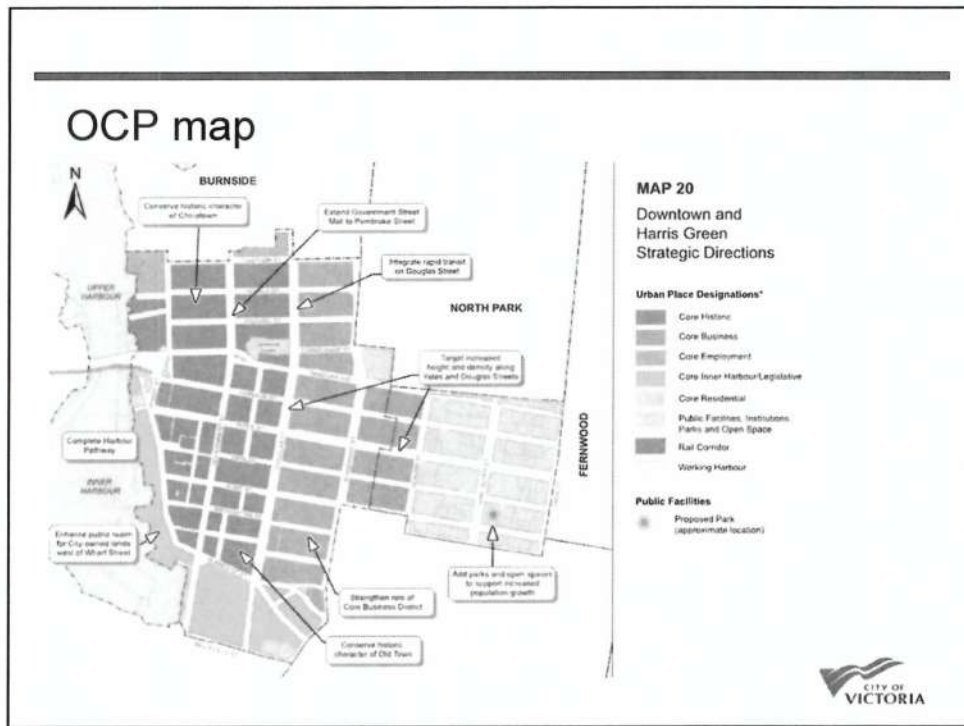 OCP map
N
BURNSIDE
Conserve historic character
of Chinatown
Extend Government Street
Mall to Pembroke Street
Integrate rapid transit
on Douglas Street
UPPER
HARBOUR
NORTH PARK
Target increased
height and density along
Yates and Douglas Streets
Complete Harbour
Pathway
INNER
HARBOUR
FERNWOOD
Enhance public realm
for City owned lands
west of Wharf Street
Add parks and open spaces
to support increased
population growth
Strengthen role of
Core Business District
Conserve historic
character of Old Town
MAP 20
Downtown and
Harris Green
Strategic Directions
Urban Place Designations*
Core Historic
Core Business
Core Employment
Core Inner Harbour/Legislative
Core Residential
Public Facilities, Institutions,
Parks and Open Space
Rail Corridor
Working Harbour
Public Facilities
Proposed Park
(approximate location)
CITY OF
VICTORIA